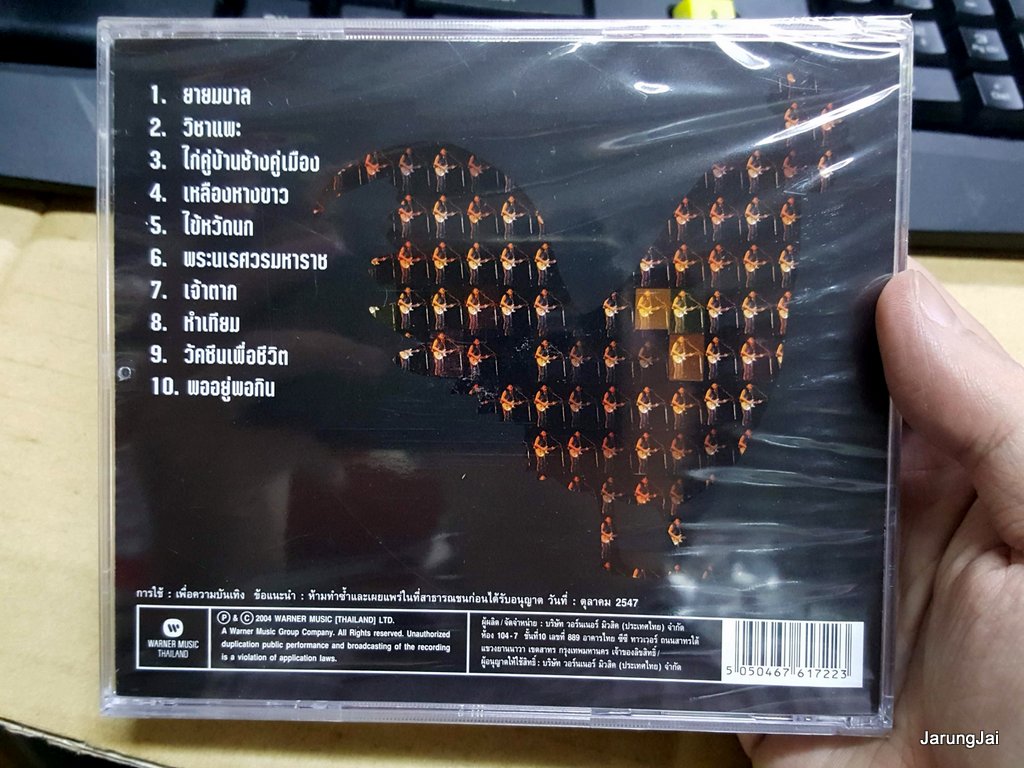 1. ยายมบาล
2. วิชาแพะ
3. ไก่คู่บ้านช้างคู่เมือง
4. เหลืองหางขาว
5. ไข้หวัดนก
6. พระนเรศวรมหาราช
7. เจ้าตาก
8. หำเทียม
9. วัคซีนเพื่อชีวิต
10. พออยู่พอกิน
การใช้ : เพื่อความบันเทิง ข้อแนะนำ : ห้ามทำซ้ำและเผยแพร่ในที่สาธารณชนก่อนได้รับอนุญาต วันที่ : ตุลาคม 2547
WARNER MUSIC
THAILAND
Ⓟ & Ⓒ 2004 WARNER MUSIC [THAILAND] LTD.
A Warner Music Group Company. All Rights reserved. Unauthorized
duplication public performance and broadcasting of the recording
is a violation of application laws.
ผู้ผลิต / จัดจำหน่าย : บริษัท วอร์นเนอร์ มิวสิค (ประเทศไทย) จำกัด
ห้อง 104-7 ชั้นที่10 เลขที่ 889 อาคารไทย ซีซี ทาวเวอร์ ถนนสาทรใต้
แขวงยานนาวา เขตสาทร กรุงเทพมหานคร เจ้าของลิขสิทธิ์ /
ผู้อนุญาตให้ใช้สิทธิ์ : บริษัท วอร์นเนอร์ มิวสิค (ประเทศไทย) จำกัด
5 050467 617223
JarungJai